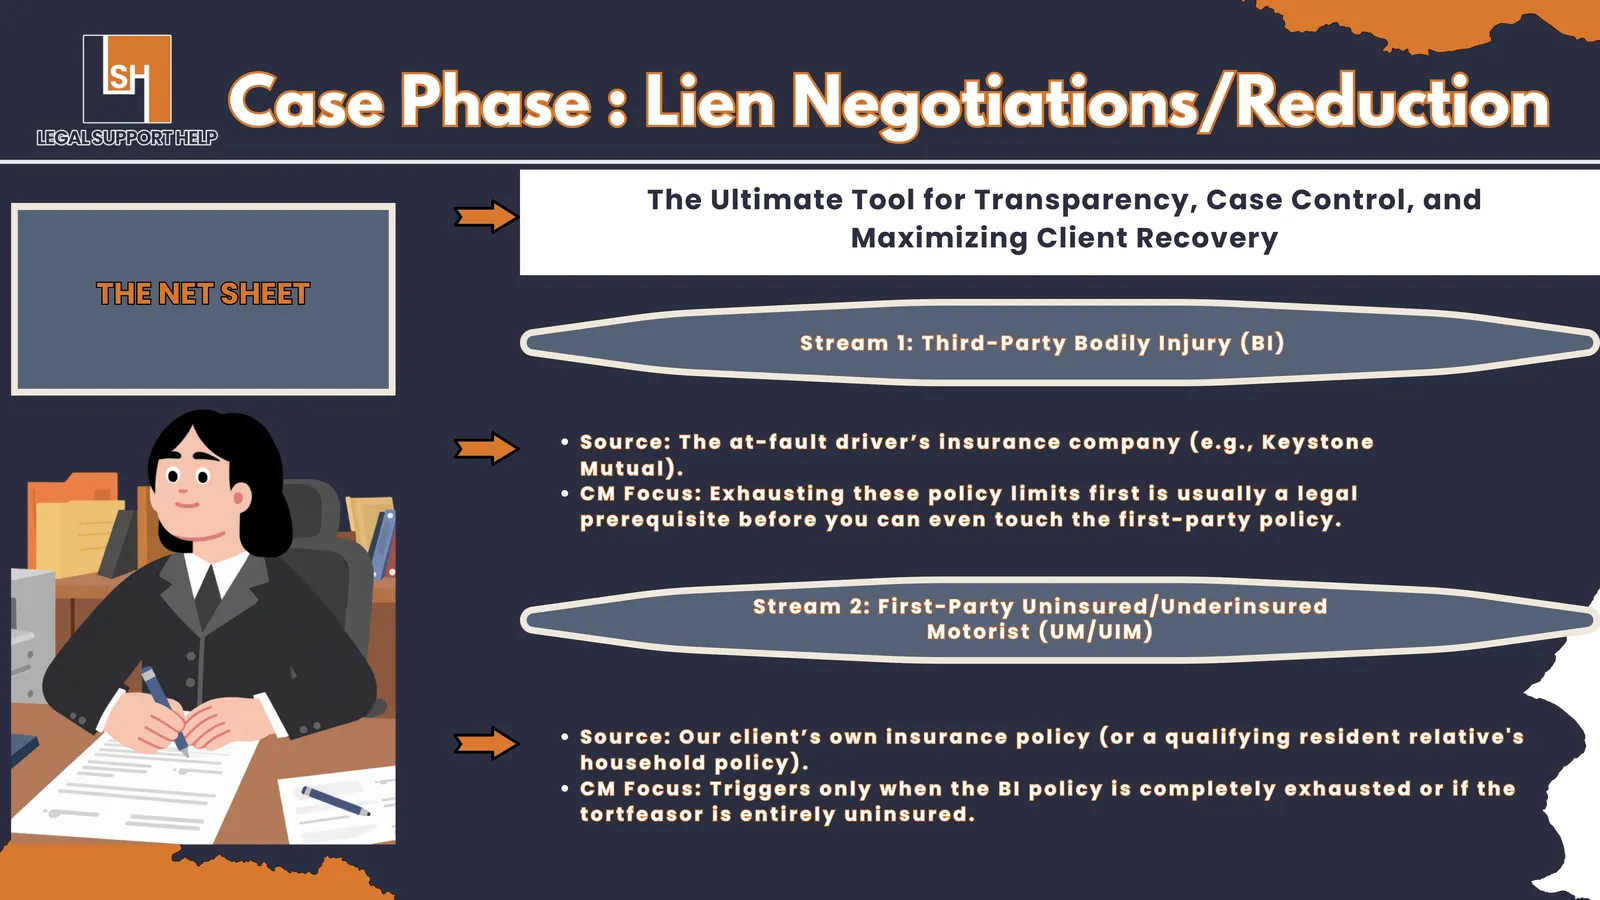 SH
LEGAL SUPPORT HELP
Case Phase : Lien Negotiations/Reduction
THE NET SHEET
The Ultimate Tool for Transparency, Case Control, and
Maximizing Client Recovery
Stream 1: Third-Party Bodily Injury (BI)
• Source: The at-fault driver’s insurance company (e.g., Keystone
Mutual).
• CM Focus: Exhausting these policy limits first is usually a legal
prerequisite before you can even touch the first-party policy.
Stream 2: First-Party Uninsured/Underinsured
Motorist (UM/UIM)
• Source: Our client’s own insurance policy (or a qualifying resident relative's
household policy).
• CM Focus: Triggers only when the BI policy is completely exhausted or if the
tortfeasor is entirely uninsured.